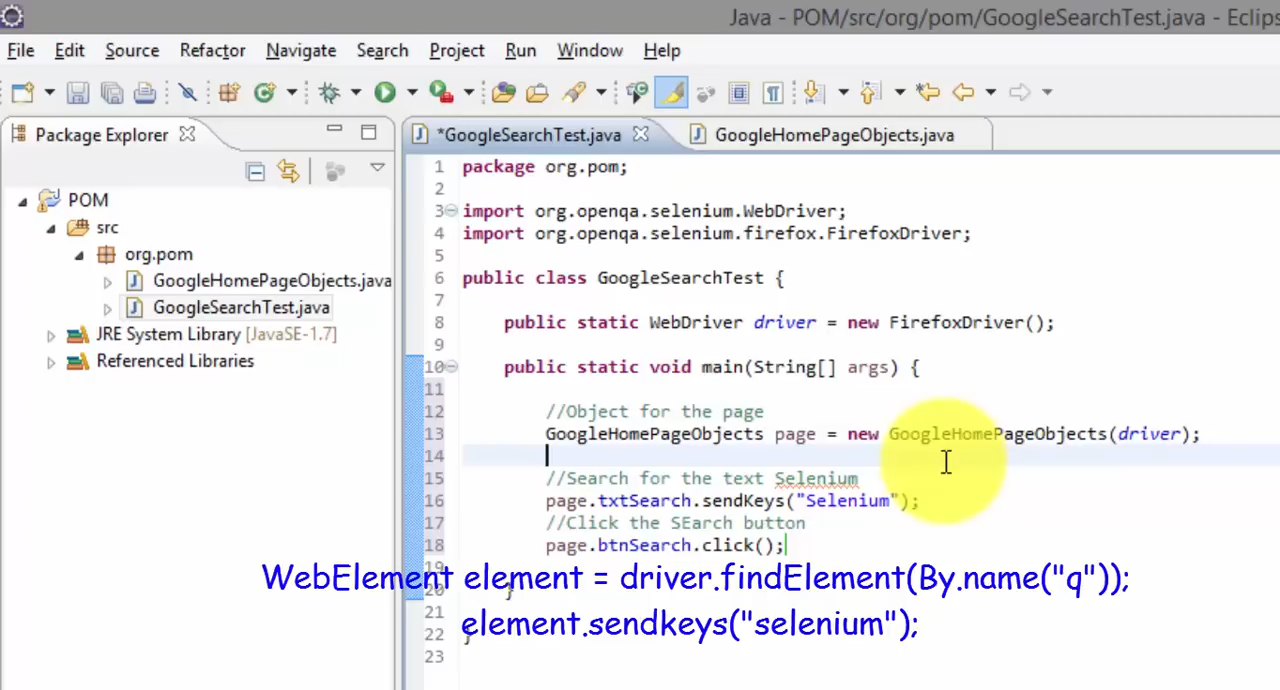 Java - POM/src/org/pom/GoogleSearchTest.java - Eclips
File Edit Source Refactor Navigate Search Project Run Window Help
Package Explorer
*GoogleSearchTest.java GoogleHomePageObjects.java
POM
src
org.pom
GoogleHomePageObjects.java
GoogleSearchTest.java
JRE System Library [JavaSE-1.7]
Referenced Libraries
1 package org.pom;
2
3 import org.openqa.selenium.WebDriver;
4 import org.openqa.selenium.firefox.FirefoxDriver;
5
6 public class GoogleSearchTest {
7
8 public static WebDriver driver = new FirefoxDriver();
9
10 public static void main(String[] args) {
11
12 //Object for the page
13 GoogleHomePageObjects page = new GoogleHomePageObjects(driver);
14
15 //Search for the text Selenium
16 page.txtSearch.sendKeys("Selenium");
17 //Click the SEarch button
18 page.btnSearch.click();
19
WebElement element = driver.findElement(By.name("q"));
20 }
21
element.sendkeys("selenium");
22 }
23